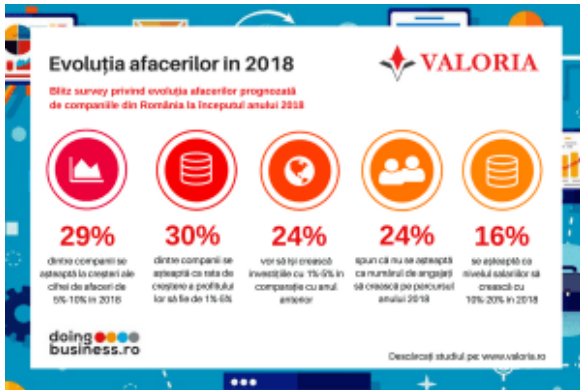 Evoluția afacerilor in 2018
VALORIA
Blitz survey privind evoluția afacerilor prognozată
de companiile din România la începutul anului 2018
29%
dintre companii se
așteaptă la creșteri ale
cifrei de afaceri de
5%-10% in 2018
30%
dintre companii se
așteaptă ca rata de
creștere a profitului
lor să fie de 1%-5%
24%
vor să își crească
investițiile cu 1%-5% in
comparație cu anul
anterior
24%
spun că nu se așteaptă
ca numărul de angajați
să crească pe parcursul
anului 2018
16%
se așteaptă ca
nivelul salariilor să
crească cu
10%-20% in 2018
doing
business.ro
Descărcați studiul pe: www.valoria.ro